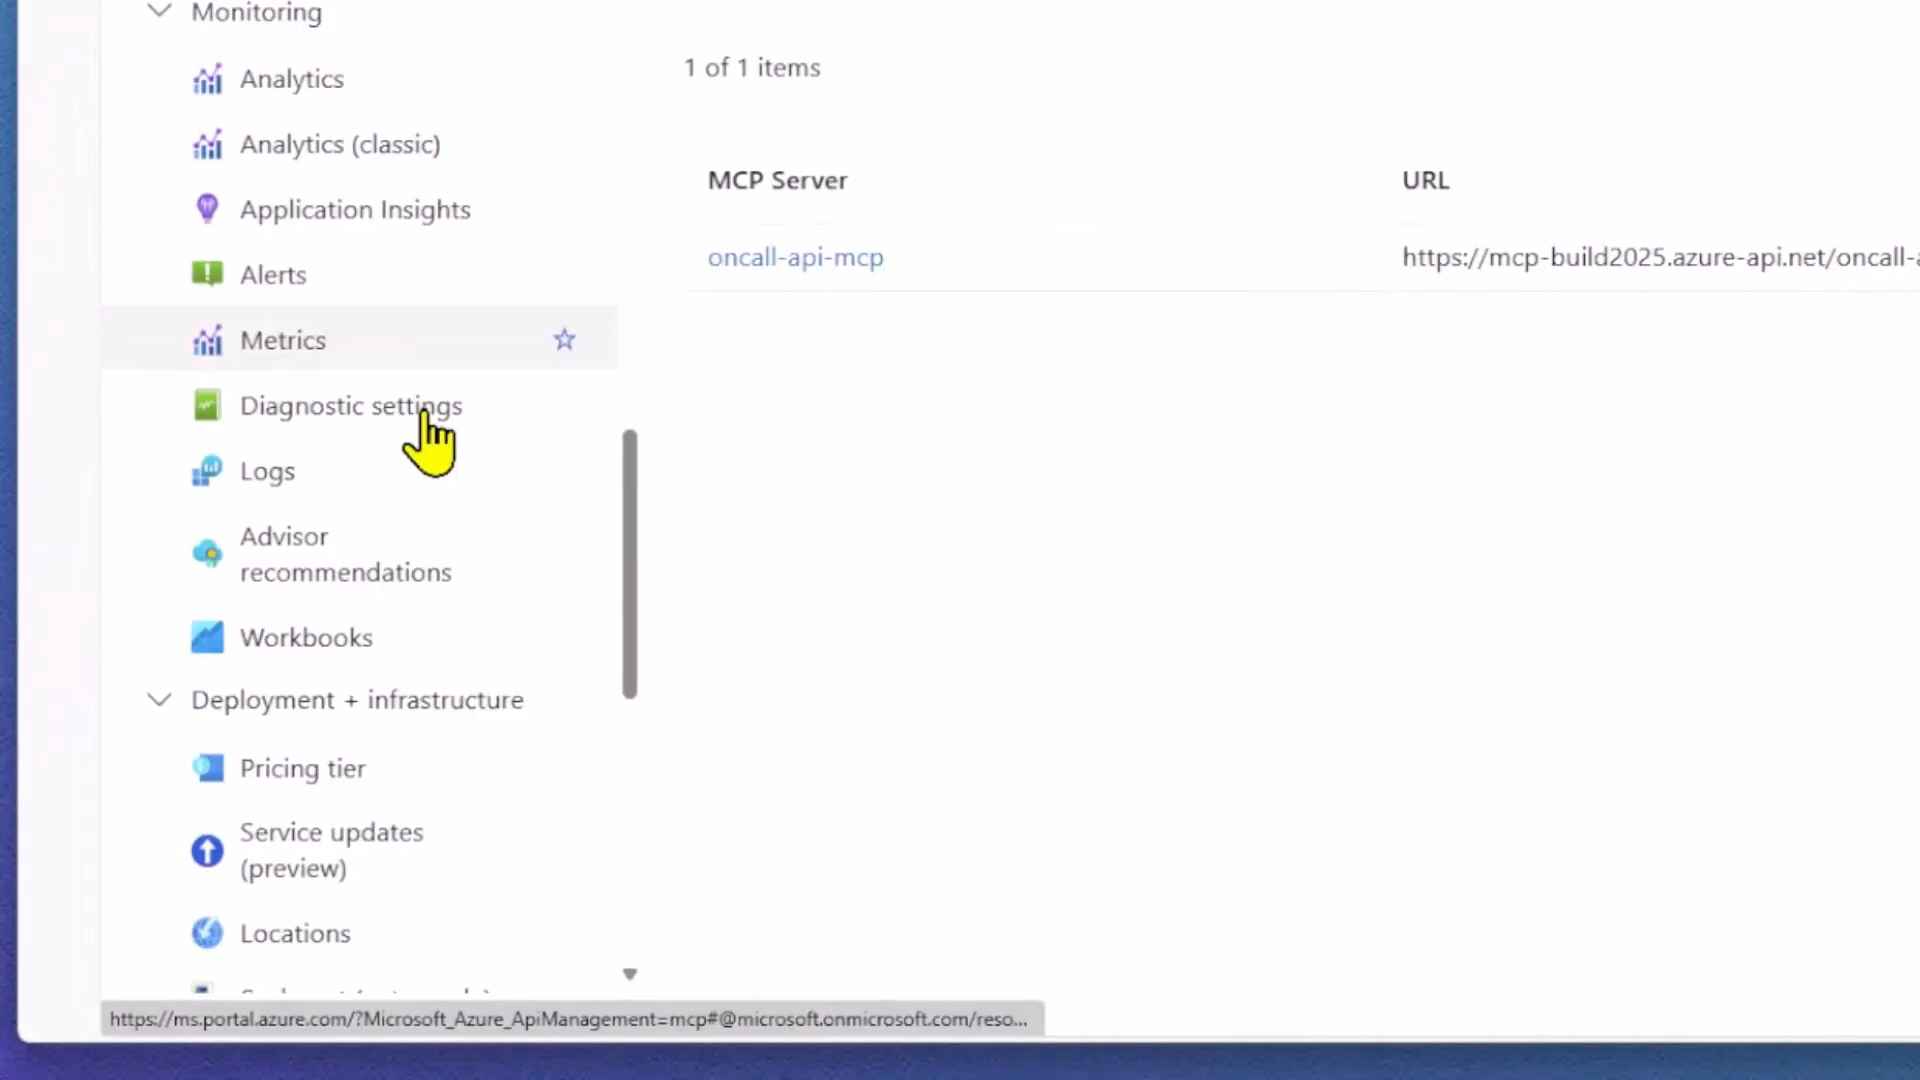 Monitoring
Analytics
Analytics (classic)
Application Insights
Alerts
Metrics
Diagnostic settings
Logs
Advisor
recommendations
Workbooks
Deployment + infrastructure
Pricing tier
Service updates
(preview)
Locations
1 of 1 items
MCP Server URL
oncall-api-mcp https://mcp-build2025.azure-api.net/oncall-a
https://ms.portal.azure.com/?Microsoft_Azure_ApiManagement=mcp#@microsoft.onmicrosoft.com/reso...